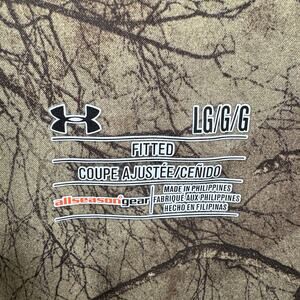 LG/G/G
FITTED
COUPE AJUSTÉE/CEÑIDO
allseasongear
MADE IN PHILIPPINES
FABRIQUÉ AUX PHILIPPINES
HECHO EN FILIPINAS